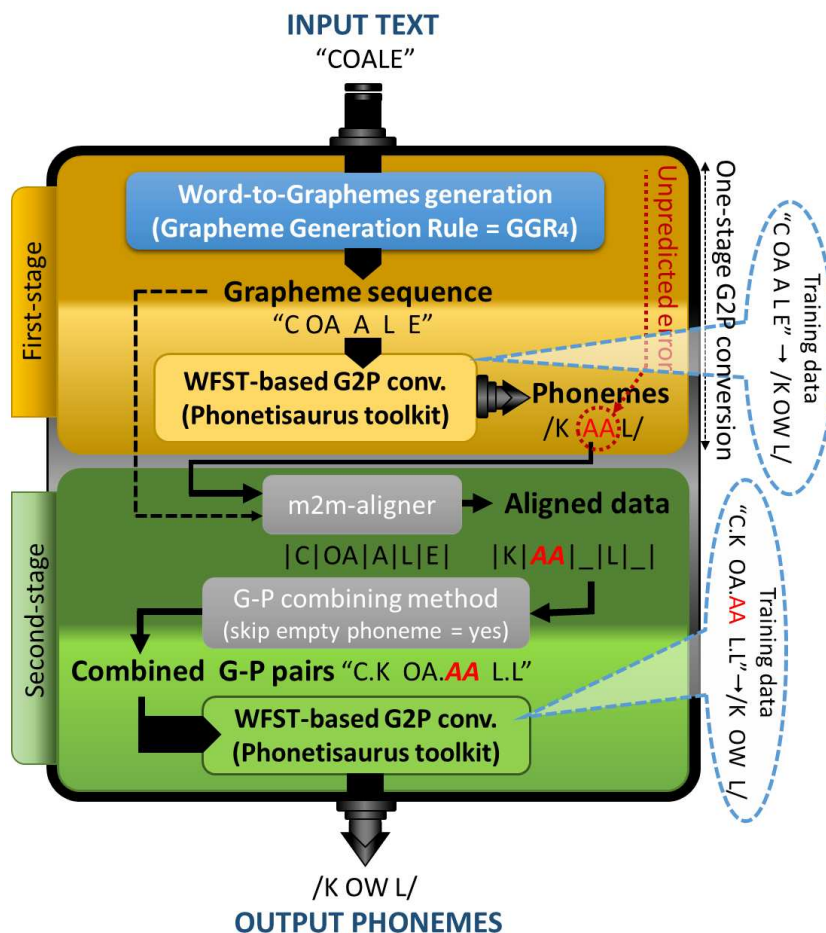 INPUT TEXT
“COALE”
First-stage
Word-to-Graphemes generation
(Grapheme Generation Rule = GGR4)
Unpredicted error
One-stage G2P conversion
Grapheme sequence
“C OA A L E”
Training data
“C OA A L E” → /K OW L/
WFST-based G2P conv.
(Phonetisaurus toolkit)
Phonemes
/K AA L/
Second-stage
m2m-aligner
Aligned data
|C|OA|A|L|E| |K|AA|_|L|_|
G-P combining method
(skip empty phoneme = yes)
Combined G-P pairs “C.K OA.AA L.L”
Training data
“C.K OA.AA L.L”→/K OW L/
WFST-based G2P conv.
(Phonetisaurus toolkit)
/K OW L/
OUTPUT PHONEMES